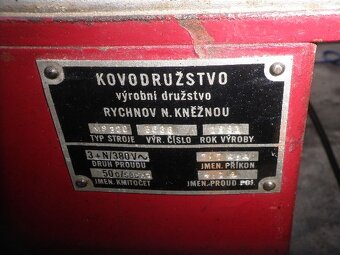 KOVODRUŽSTVO
výrobní družstvo
RYCHNOV N. KNĚŽNOU
TYP STROJE VÝR. ČÍSLO ROK VÝROBY
3+N/380V~
DRUH PROUDU JMEN. PŘÍKON
JMEN. KMITOČET JMEN. PROUD POJ.